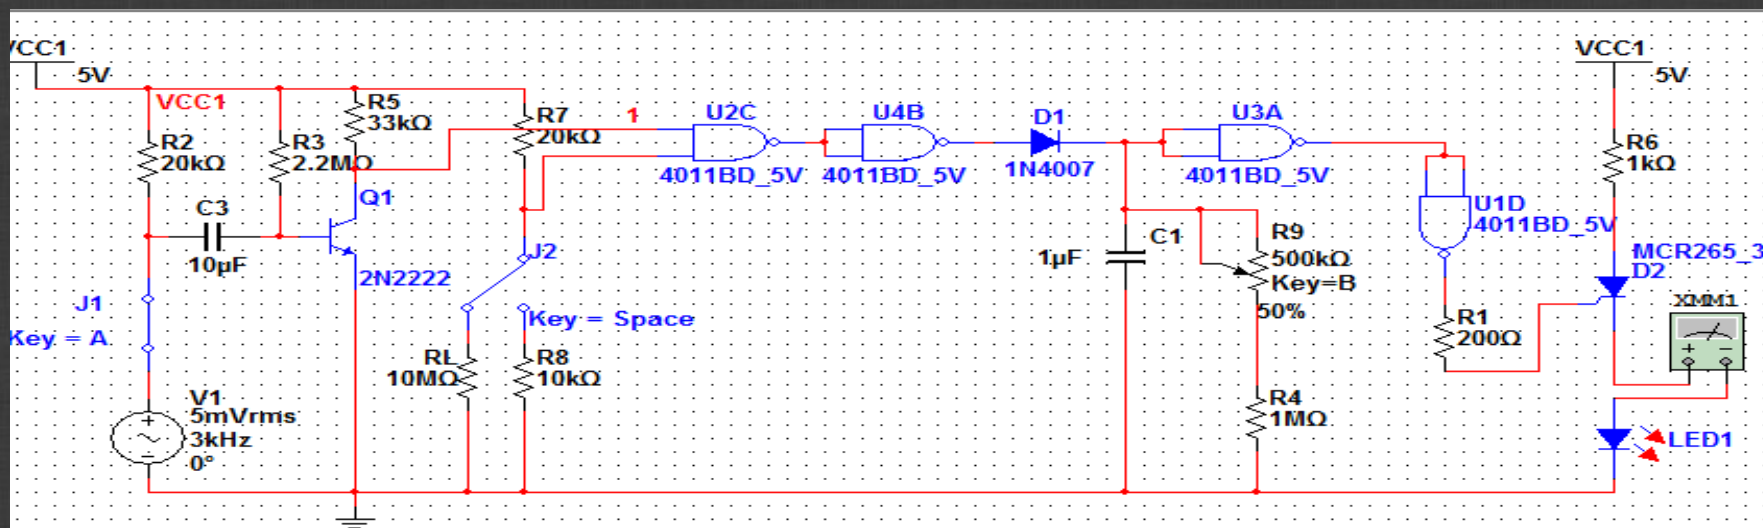 VCC1
5V
VCC1
R2
20kΩ
R3
2.2MΩ
R5
33kΩ
C3
10µF
Q1
2N2222
J1
Key = A
V1
5mVrms
3kHz
0°
R7
20kΩ
1
J2
Key = Space
RL
10MΩ
R8
10kΩ
U2C
4011BD_5V
U4B
4011BD_5V
D1
1N4007
U3A
4011BD_5V
C1
1µF
R9
500kΩ
Key=B
50%
R4
1MΩ
U1D
4011BD_5V
R1
200Ω
VCC1
5V
R6
1kΩ
MCR265_3
D2
XMM1
+ −
LED1